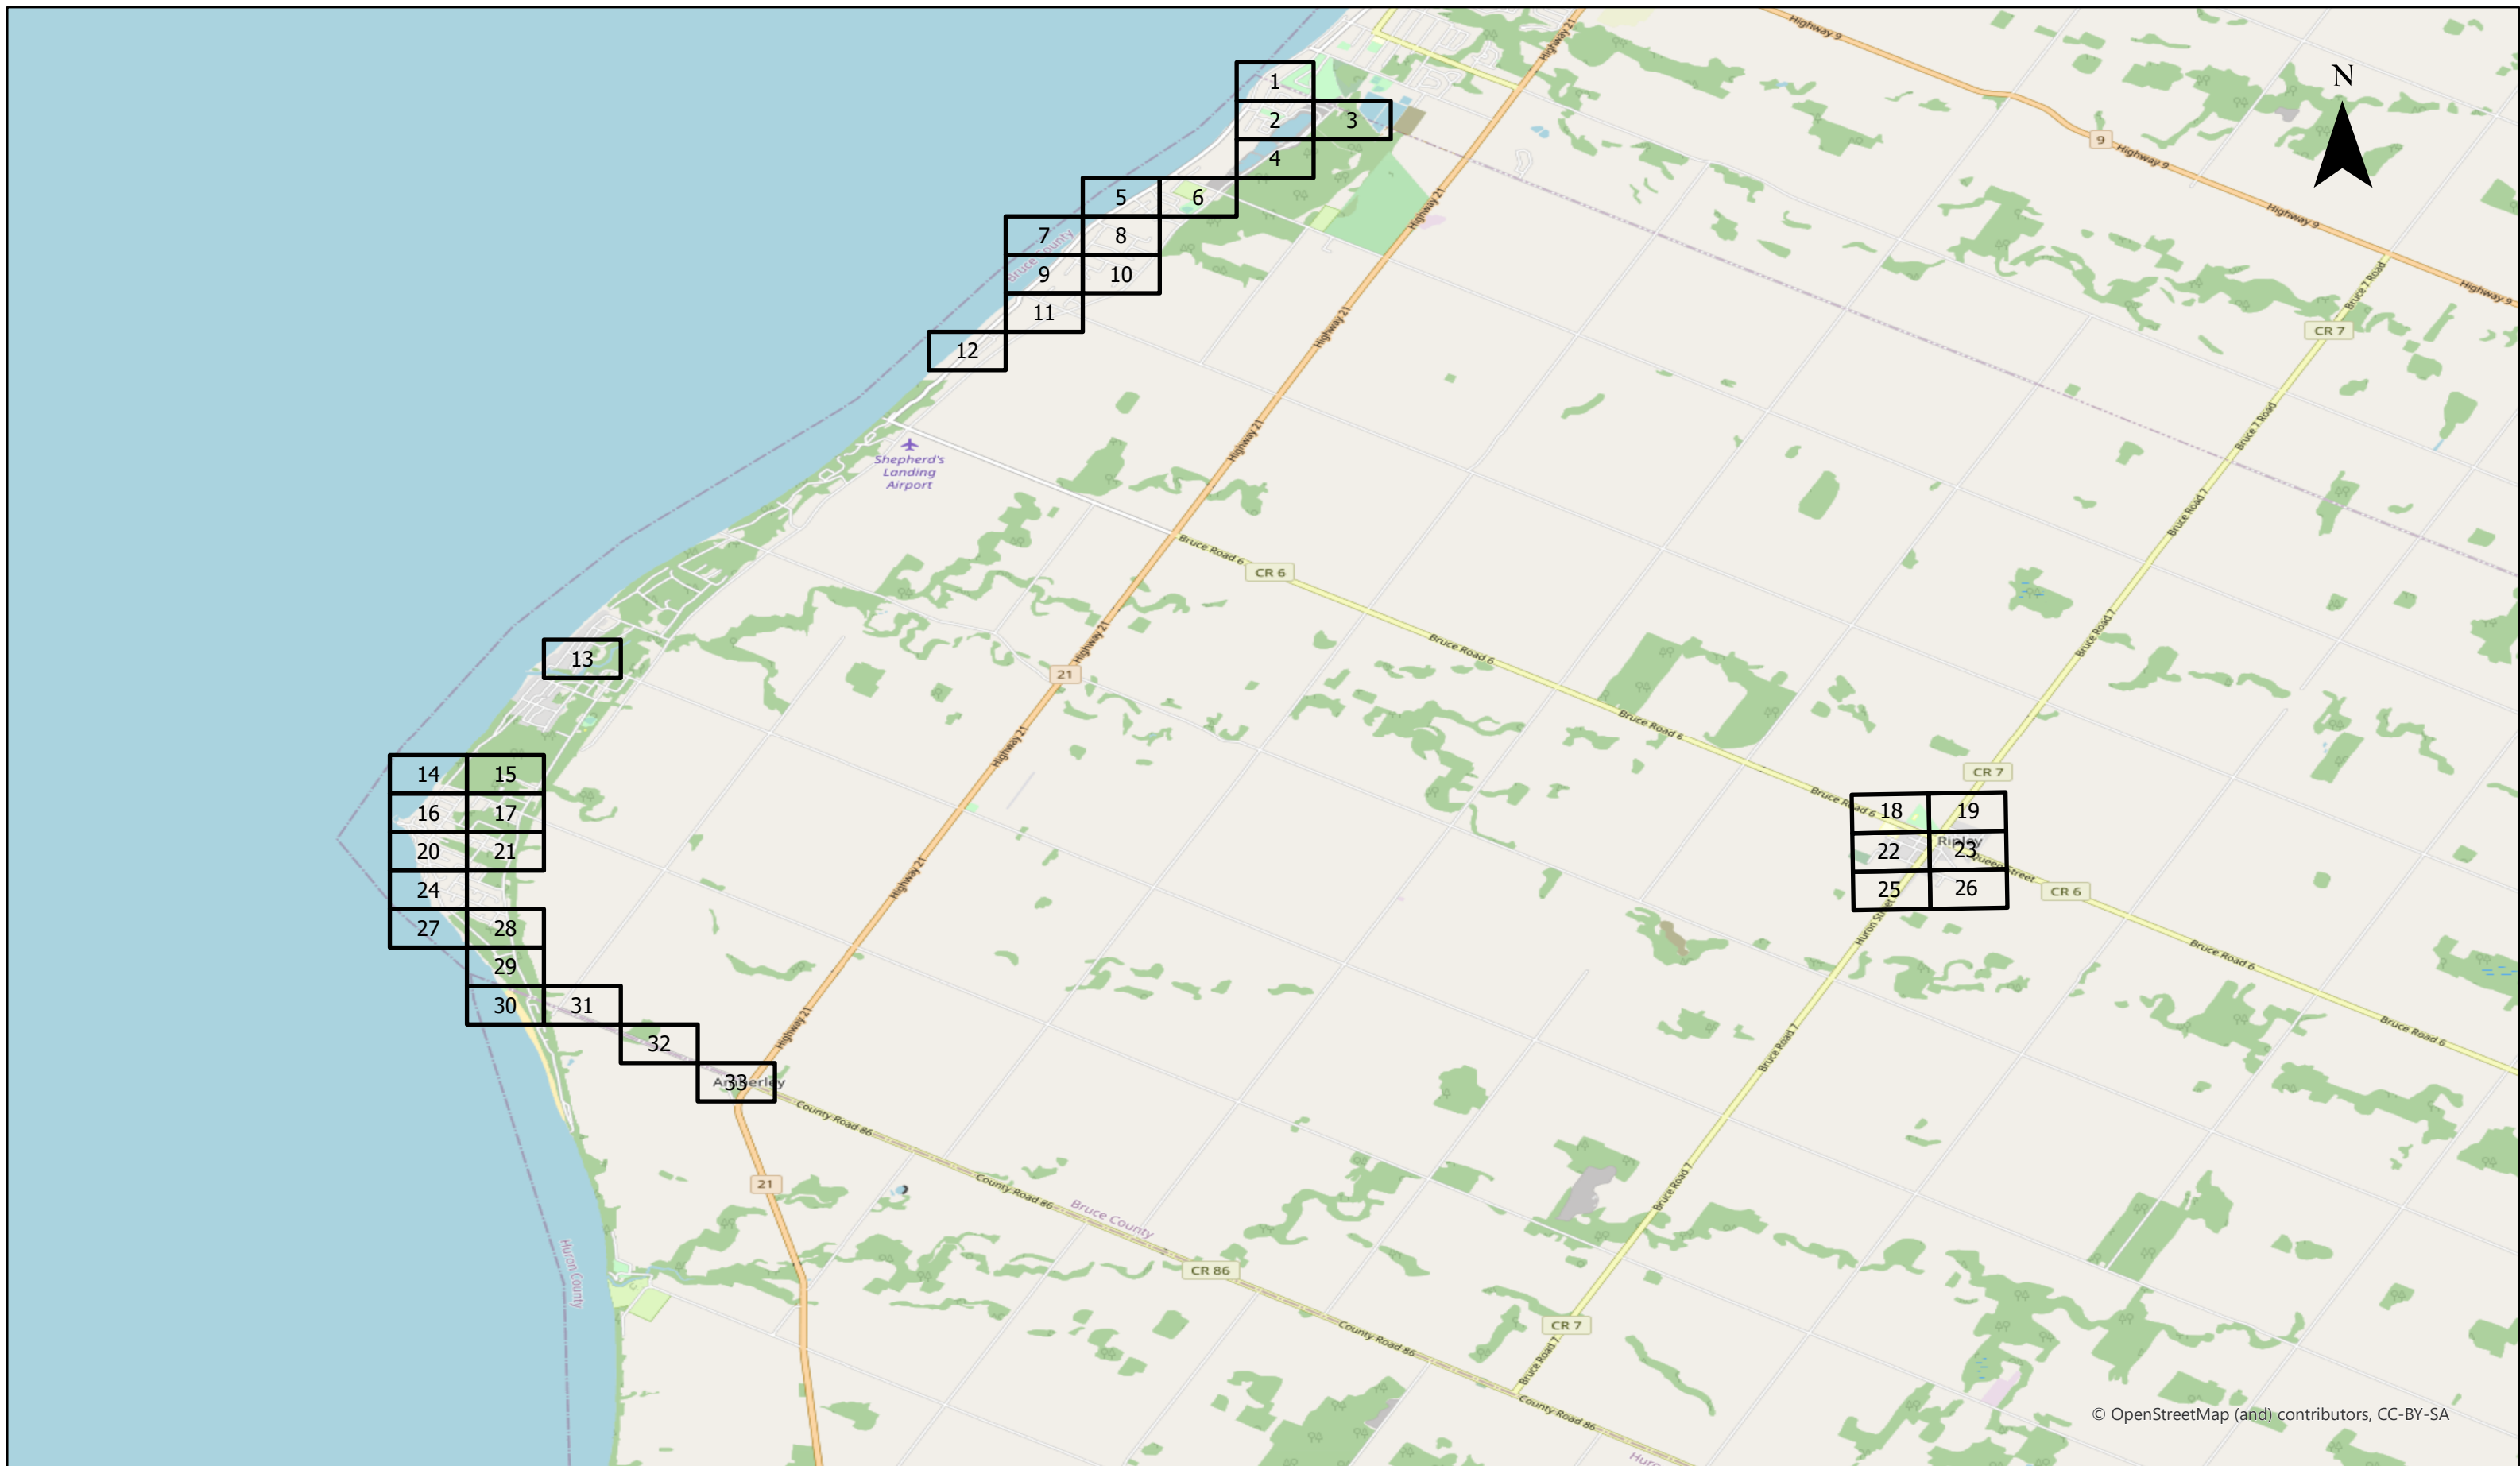 Highway 21
Highway 9
N
1
2
3
4
9
Highway 9
Highway 21
5
6
Highway 9
7
8
Bruce County
9
10
Bruce 7 Road
Highway 9
11
Highway 21
CR 7
12
Highway 21
Bruce 7 Road
Shepherd's
Landing
Airport
Bruce Road 7
Bruce Road 6
CR 6
Highway 21
Bruce Road 6
Bruce Road 7
13
21
Highway 21
Bruce Road 6
14
15
CR 7
16
17
Bruce Road 6
18
19
20
21
Highway 21
22
Ripley
23
Queen Street
24
25
26
CR 6
27
28
Huron Street
Bruce Road 6
29
30
31
Highway 21
Bruce Road 7
Bruce Road 6
32
Amberley
33
County Road 86
21
County Road 86
Bruce County
Bruce Road 7
Huron County
CR 86
County Road 86
CR 7
Bruce Road 7
County Road 86
© OpenStreetMap (and) contributors, CC-BY-SA